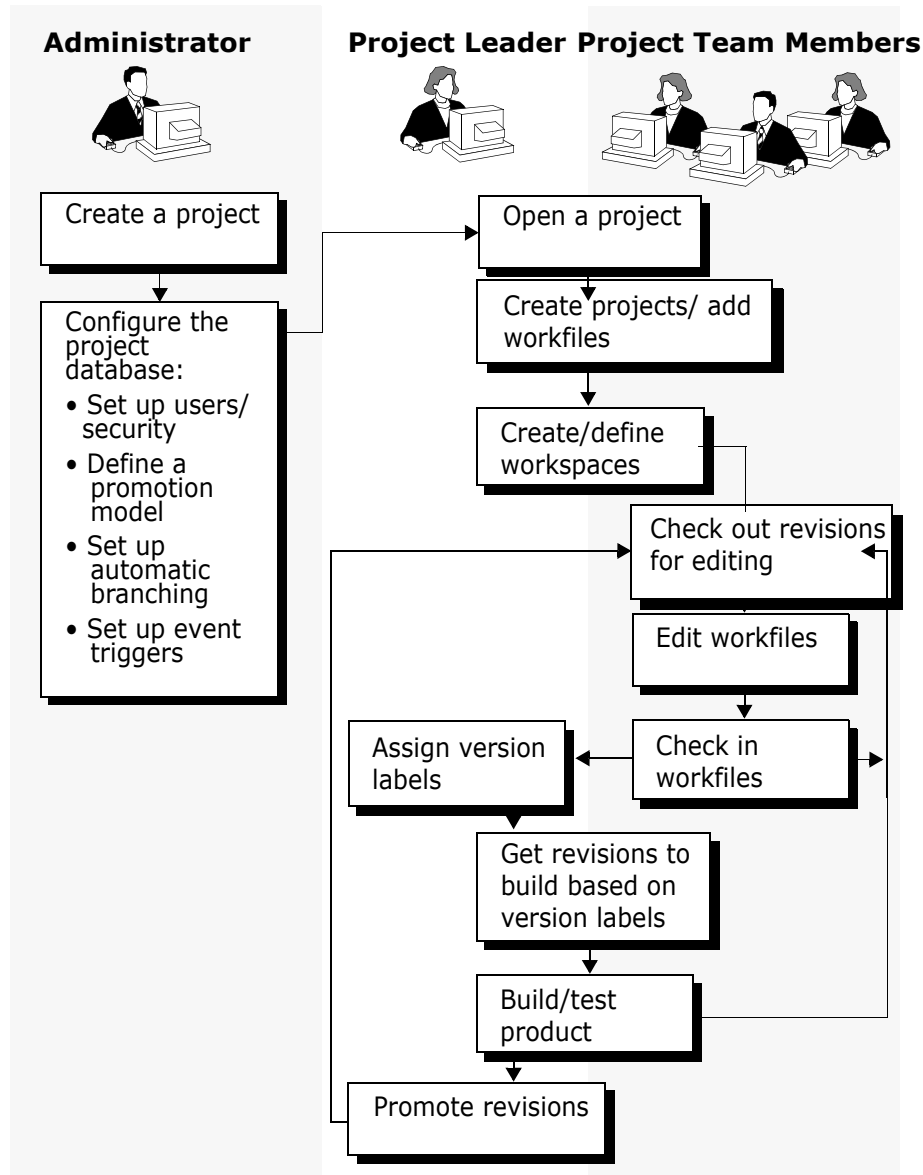 Administrator
Project Leader
Project Team Members
Create a project
Configure the
project
database:
• Set up users/
security
• Define a
promotion
model
• Set up
automatic
branching
• Set up event
triggers
Open a project
Create projects/ add
workfiles
Create/define
workspaces
Check out revisions
for editing
Edit workfiles
Check in
workfiles
Assign version
labels
Get revisions to
build based on
version labels
Build/test
product
Promote revisions